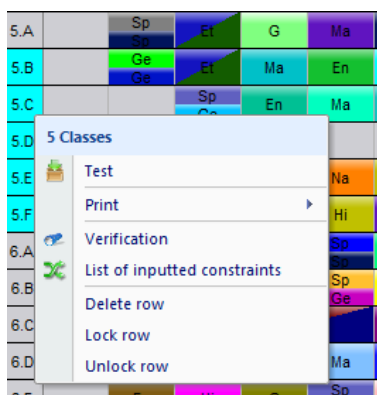 5.A Sp Et G Ma
Sp
5.B Ge Et Ma En
Ge
5.C Sp En Ma
5.D
5 Classes
Test
5.E Na
Print
5.F Hi
Verification
6.A Sp
Sp
List of inputted constraints
6.B Sp
Ge
Delete row
6.C
Lock row
6.D Ma
Unlock row
Sp